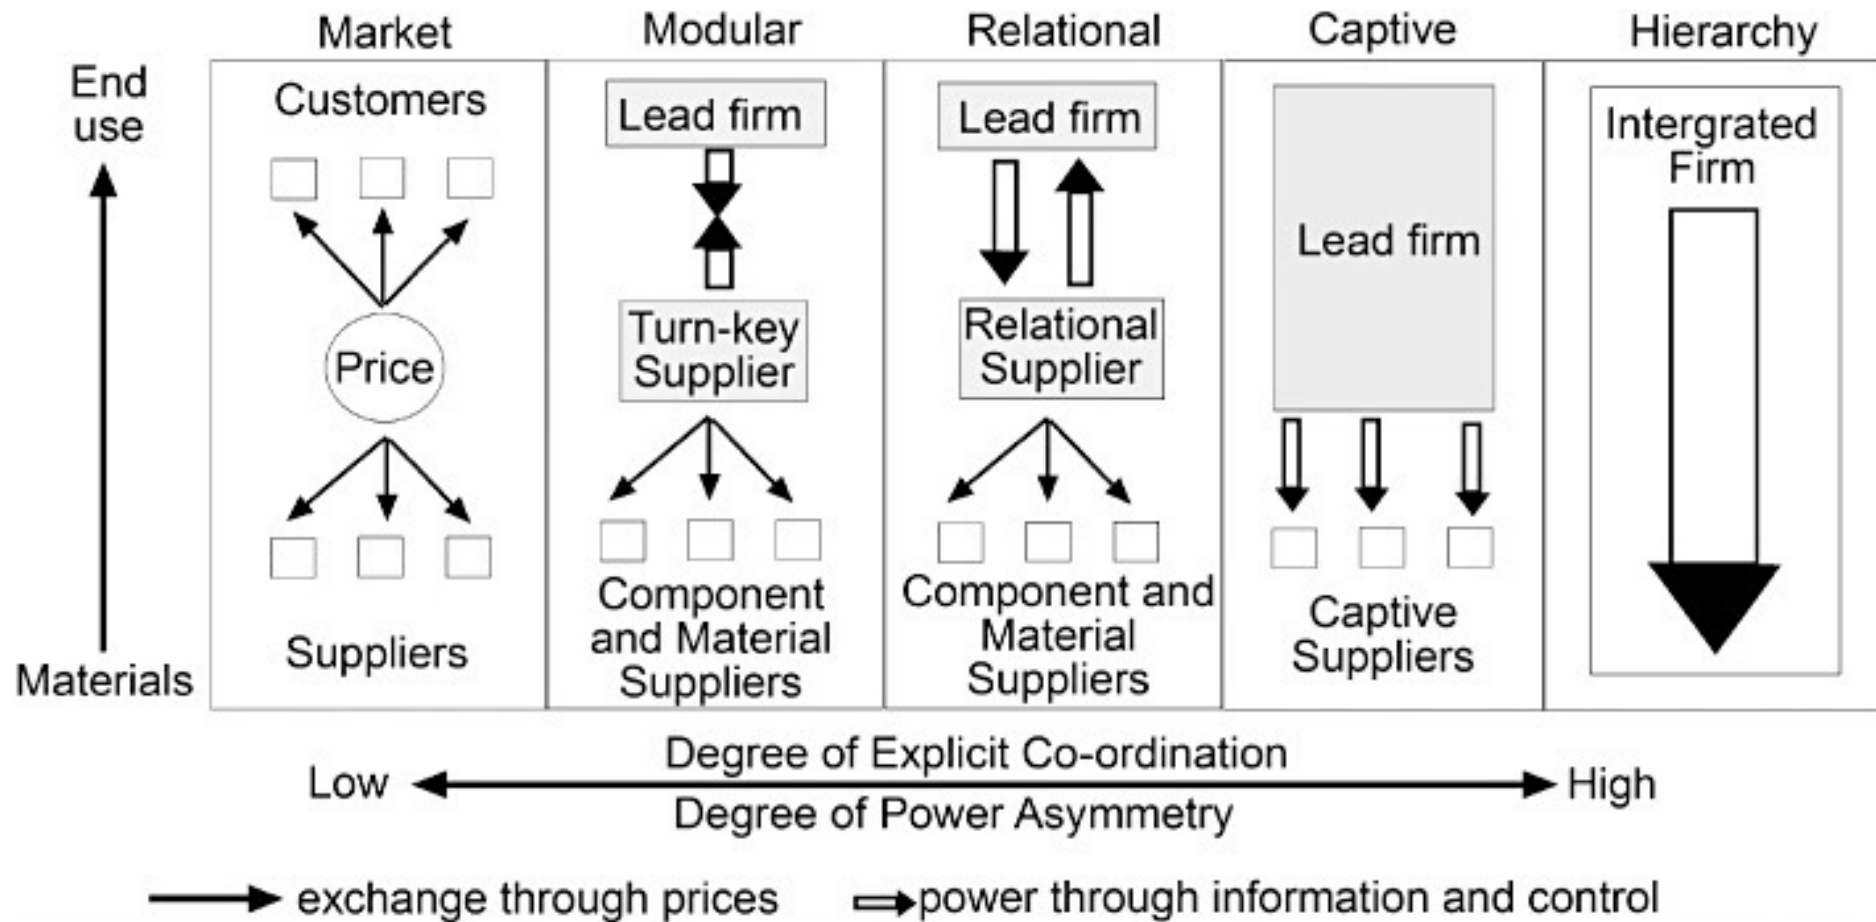 Market
Modular
Relational
Captive
Hierarchy
End
use
Materials
Customers
Price
Suppliers
Lead firm
Turn-key
Supplier
Component
and Material
Suppliers
Lead firm
Relational
Supplier
Component and
Material
Suppliers
Lead firm
Captive
Suppliers
Intergrated
Firm
Degree of Explicit Co-ordination
Low
High
Degree of Power Asymmetry
exchange through prices
power through information and control